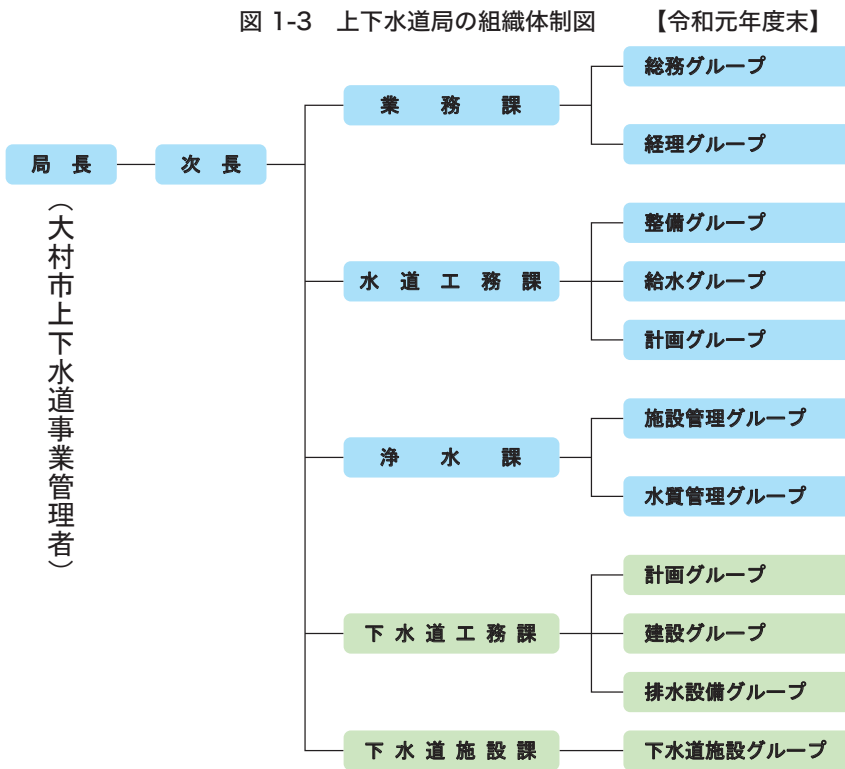 図 1-3 上下水道局の組織体制図 【令和元年度末】
局長
(大村市上下水道事業管理者)
次長
業務課
総務グループ
経理グループ
水道工務課
整備グループ
給水グループ
計画グループ
浄水課
施設管理グループ
水質管理グループ
下水道工務課
計画グループ
建設グループ
排水設備グループ
下水道施設課
下水道施設グループ